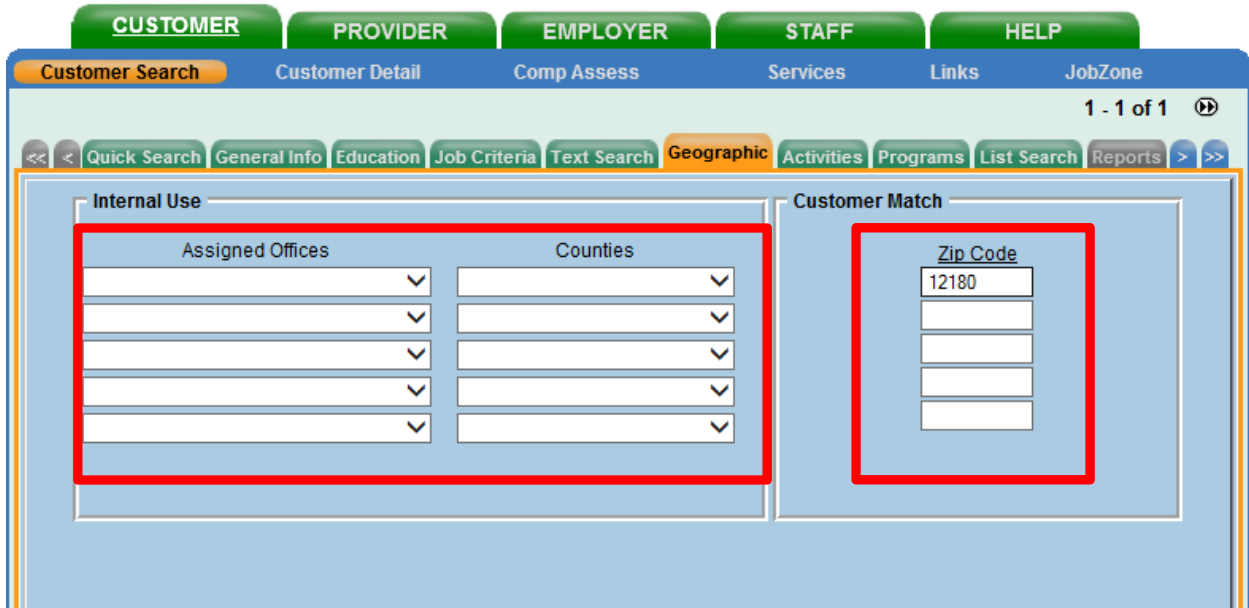 CUSTOMER PROVIDER EMPLOYER STAFF HELP
Customer Search Customer Detail Comp Assess Services Links JobZone
1 - 1 of 1
<< < Quick Search General Info Education Job Criteria Text Search Geographic Activities Programs List Search Reports > >>
Internal Use Customer Match
Assigned Offices Counties Zip Code
12180